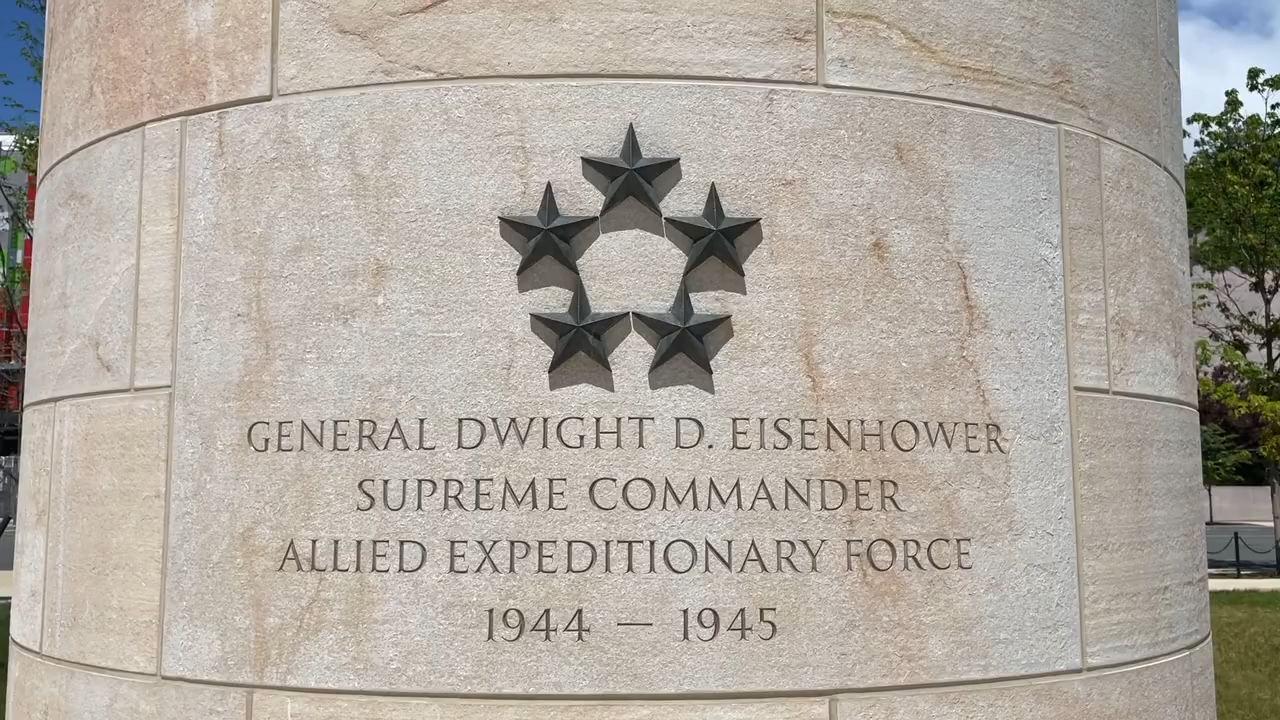 GENERAL DWIGHT D. EISENHOWER
SUPREME COMMANDER
ALLIED EXPEDITIONARY FORCE
1944 — 1945